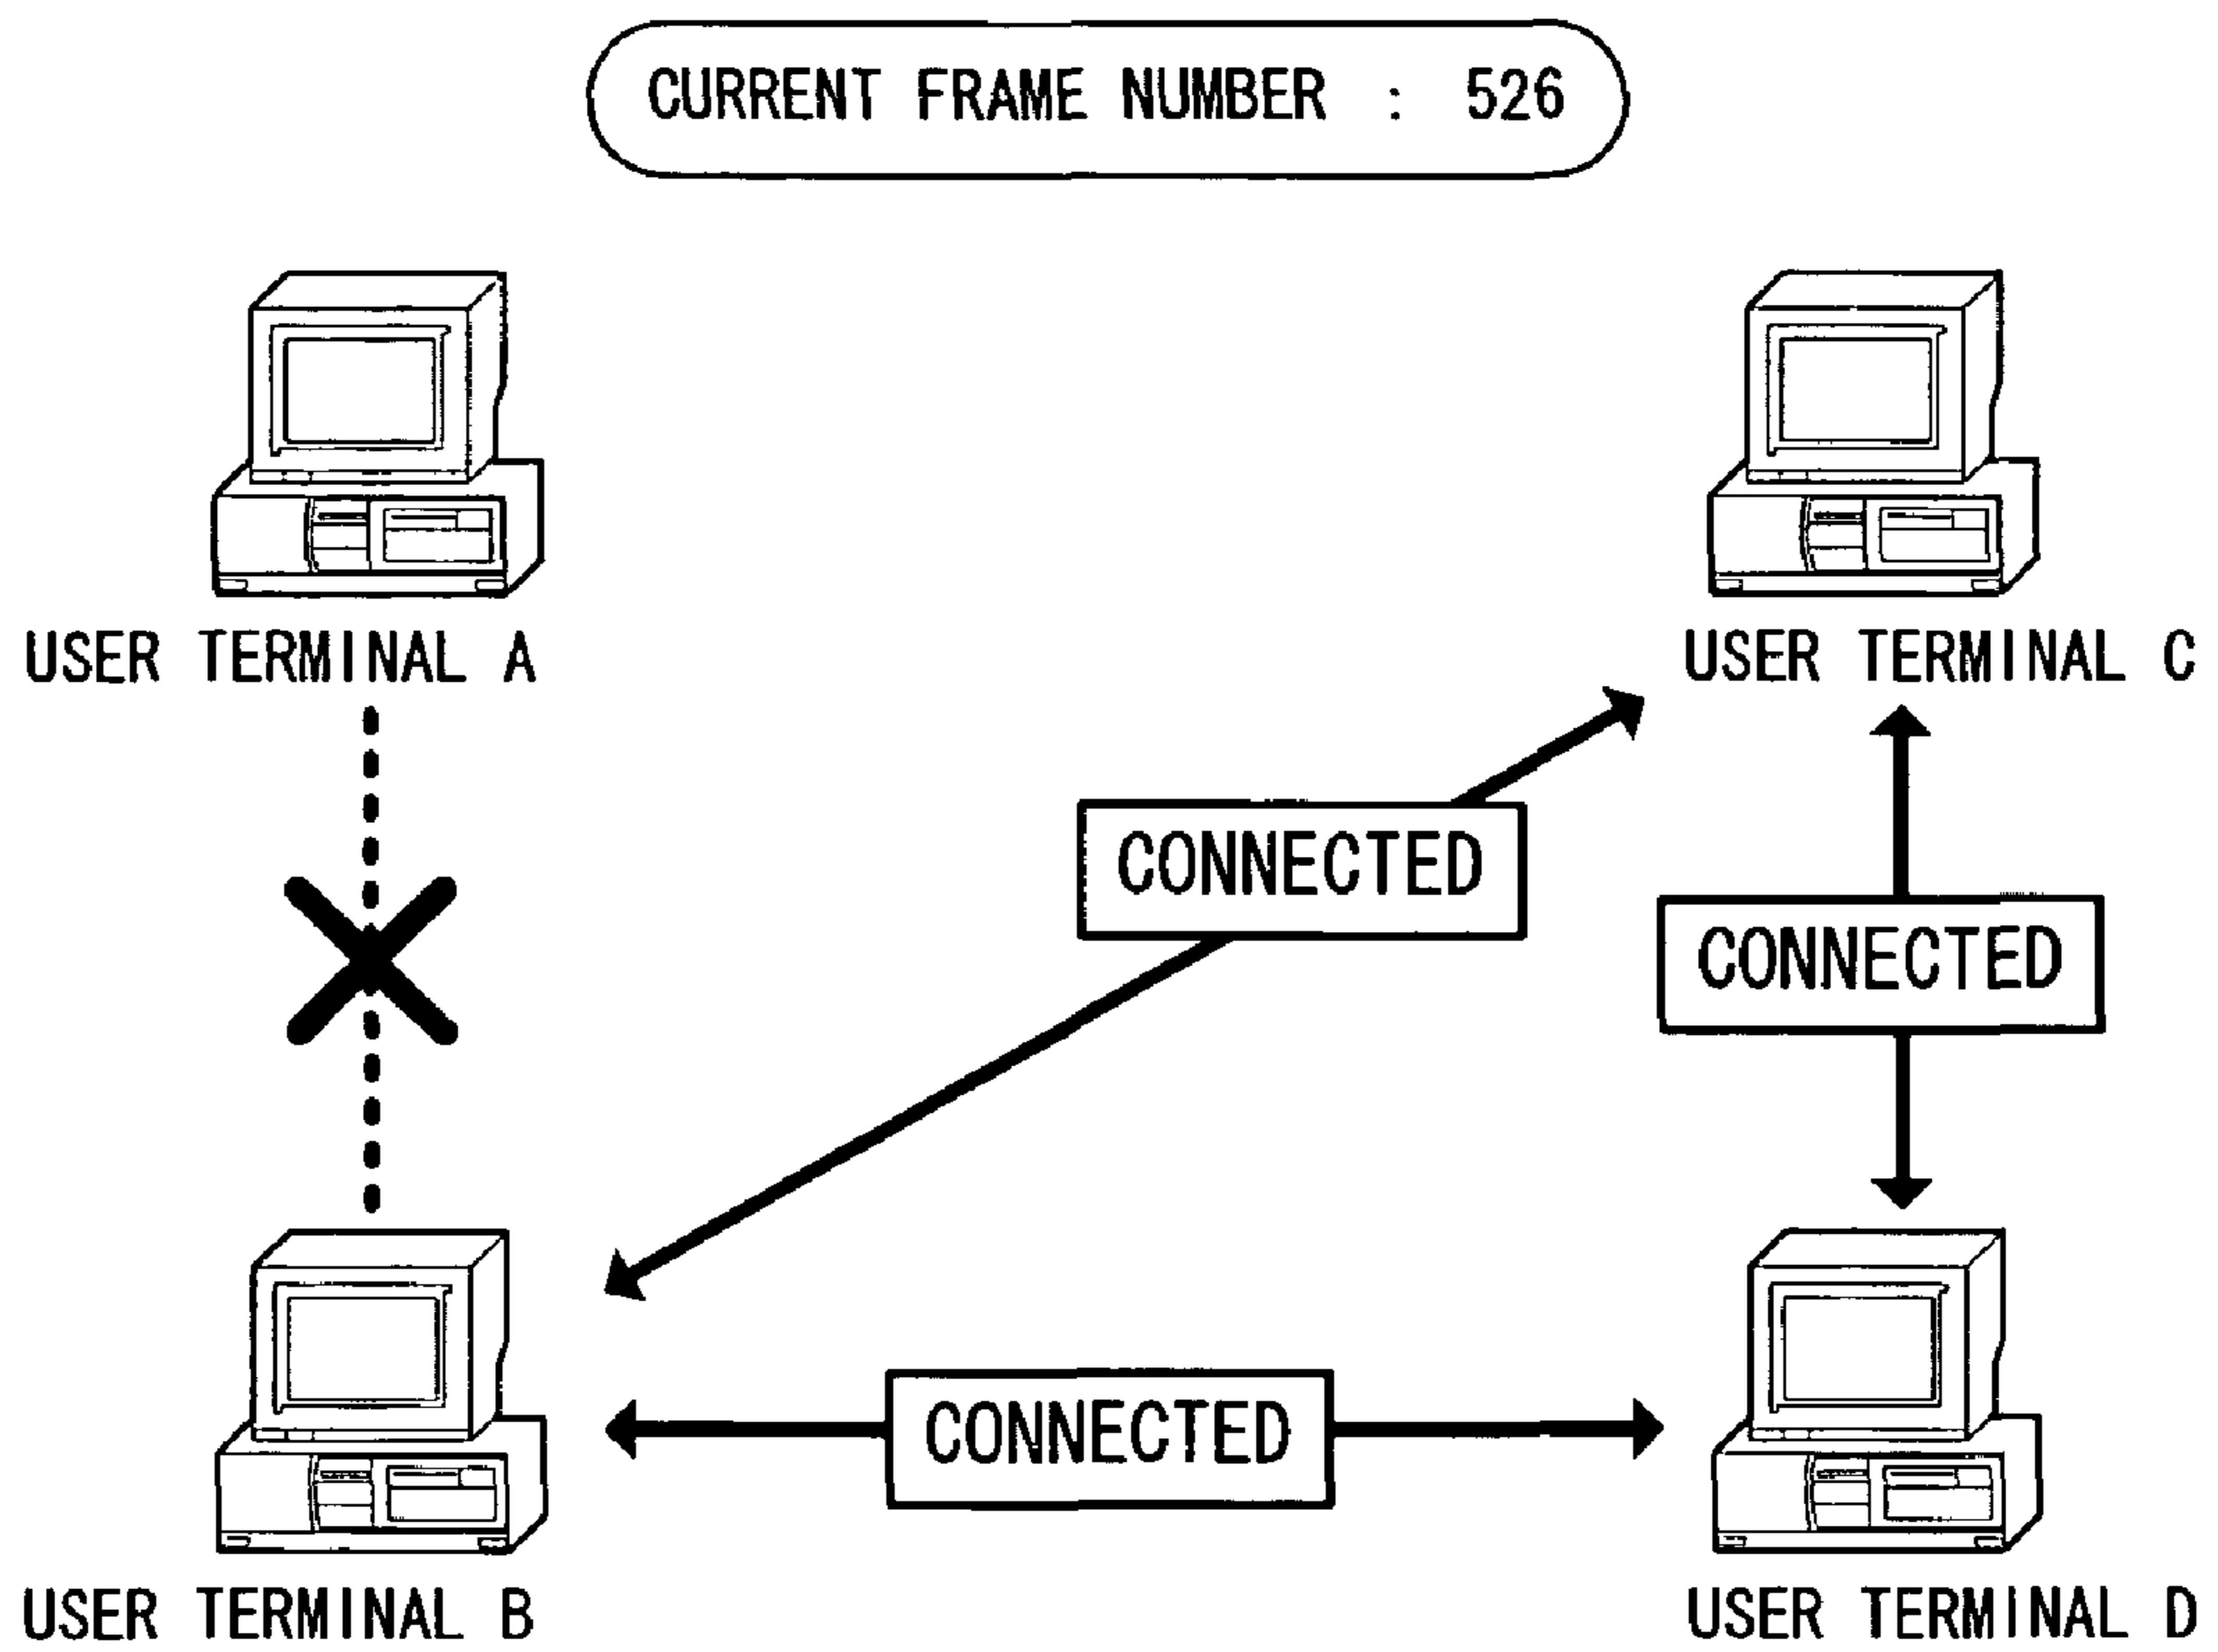 CURRENT FRAME NUMBER : 526
USER TERMINAL A
USER TERMINAL C
CONNECTED
CONNECTED
CONNECTED
USER TERMINAL B
USER TERMINAL D